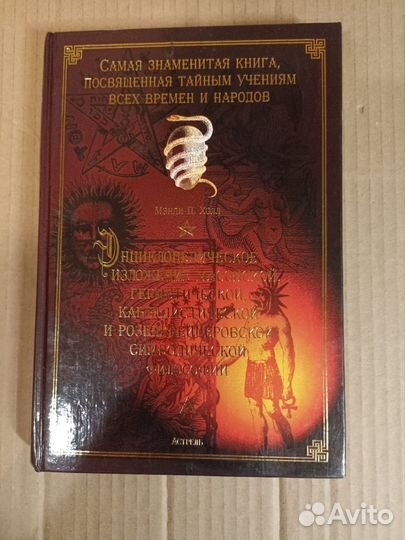 Самая знаменитая книга,
посвященная тайным учениям
всех времен и народов
Мэнли П. Холл
Энциклопедическое
изложение масонской,
герметической,
каббалистической
и розенкрейцеровской
символической
философии
Астрель
Avito